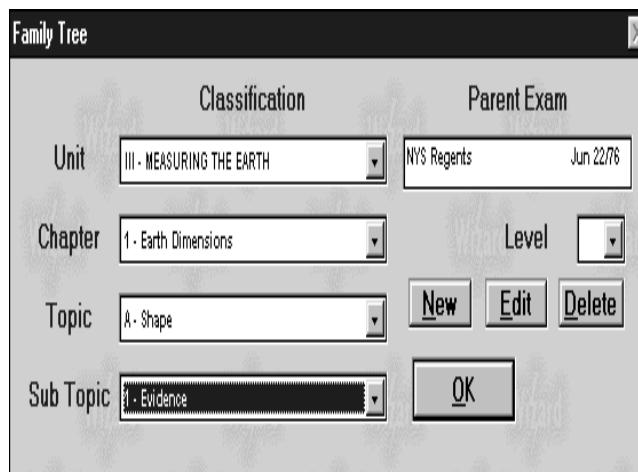 Family Tree
Classification Parent Exam
Unit III - MEASURING THE EARTH NYS Regents Jun 22/76
Chapter 1 - Earth Dimensions Level
Topic A - Shape New Edit Delete
Sub Topic 1 - Evidence OK